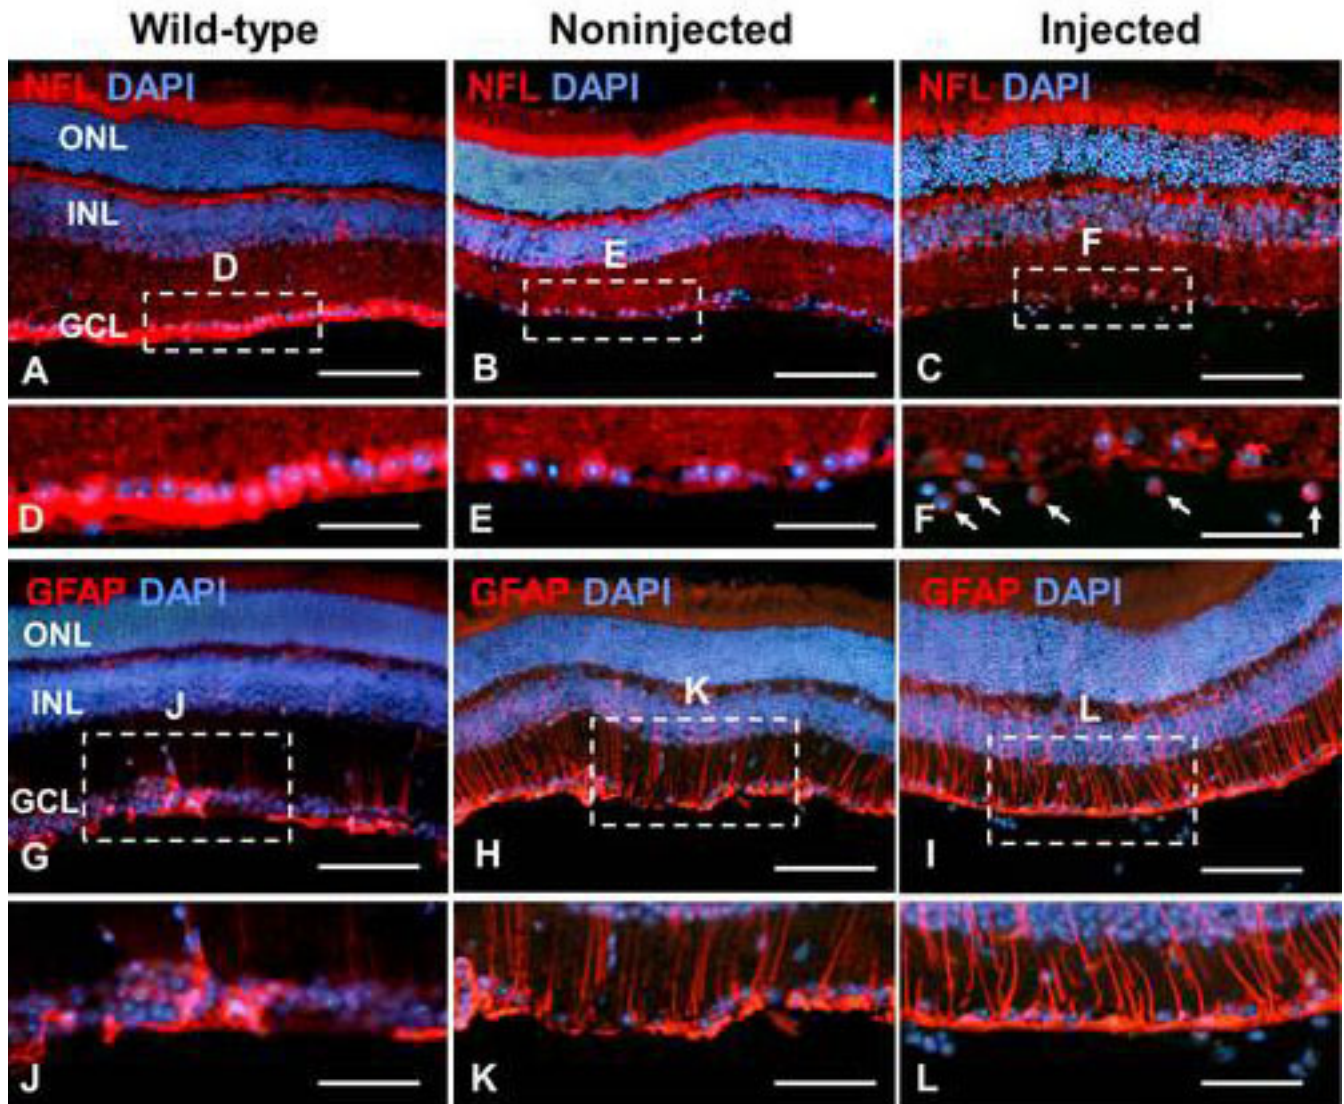 Wild-type Noninjected Injected
NFL DAPI NFL DAPI NFL DAPI
ONL
INL
D E F
GCL
A B C
D E F
GFAP DAPI GFAP DAPI GFAP DAPI
ONL
INL J K L
GCL
G H I
J K L